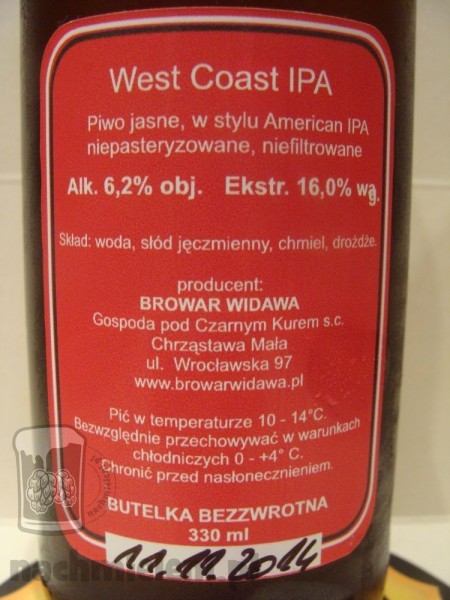 West Coast IPA
Piwo jasne, w stylu American IPA
niepasteryzowane, niefiltrowane
Alk. 6,2% obj. Ekstr. 16,0% wag.
Skład: woda, słód jęczmienny, chmiel, drożdże.
producent:
BROWAR WIDAWA
Gospoda pod Czarnym Kurem s.c.
Chrząstawa Mała
ul. Wrocławska 97
www.browarwidawa.pl
Pić w temperaturze 10 - 14°C.
Bezwzględnie przechowywać w warunkach
chłodniczych 0 - +4° C.
Chronić przed nasłonecznieniem.
BUTELKA BEZZWROTNA
330 ml
11.11.2014